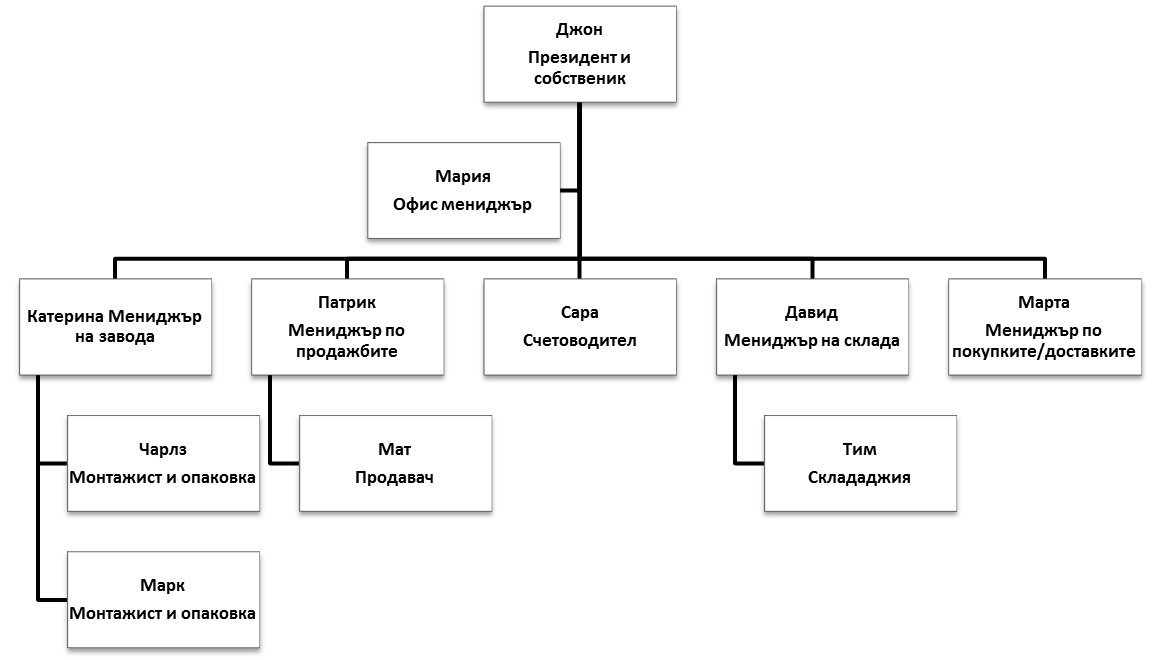 Джон
Президент и
собственик
Мария
Офис мениджър
Катерина Мениджър
на завода
Патрик
Мениджър по
продажбите
Сара
Счетоводител
Давид
Мениджър на склада
Марта
Мениджър по
покупките/доставките
Чарлз
Монтажист и опаковка
Мат
Продавач
Тим
Склададжия
Марк
Монтажист и опаковка